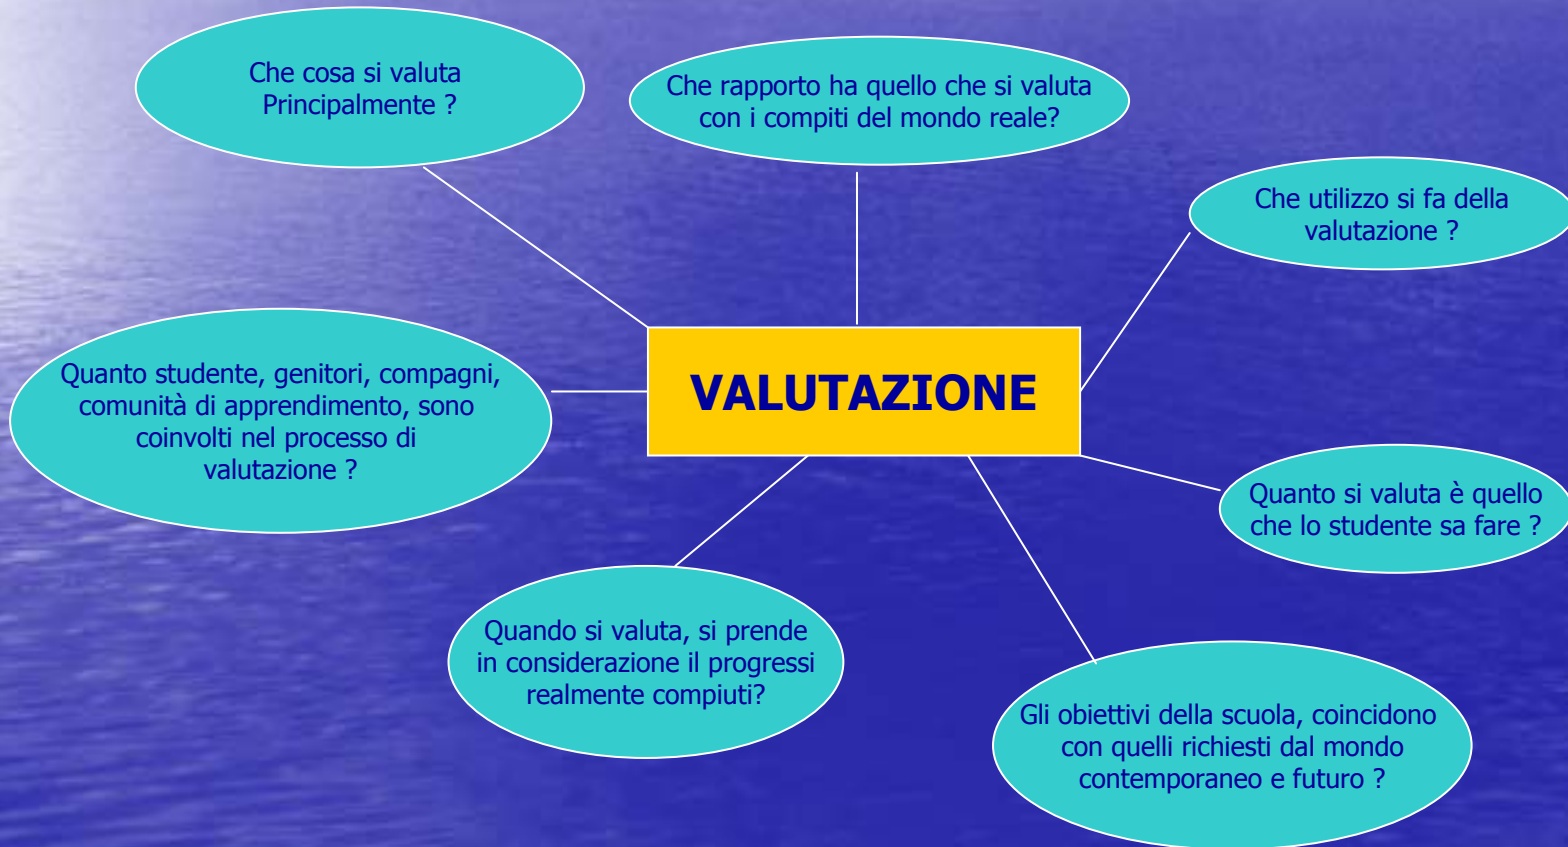 Che cosa si valuta
Principalmente ?
Che rapporto ha quello che si valuta
con i compiti del mondo reale?
Che utilizzo si fa della
valutazione ?
Quanto studente, genitori, compagni,
comunità di apprendimento, sono
coinvolti nel processo di
valutazione ?
VALUTAZIONE
Quanto si valuta è quello
che lo studente sa fare ?
Quando si valuta, si prende
in considerazione il progressi
realmente compiuti?
Gli obiettivi della scuola, coincidono
con quelli richiesti dal mondo
contemporaneo e futuro ?